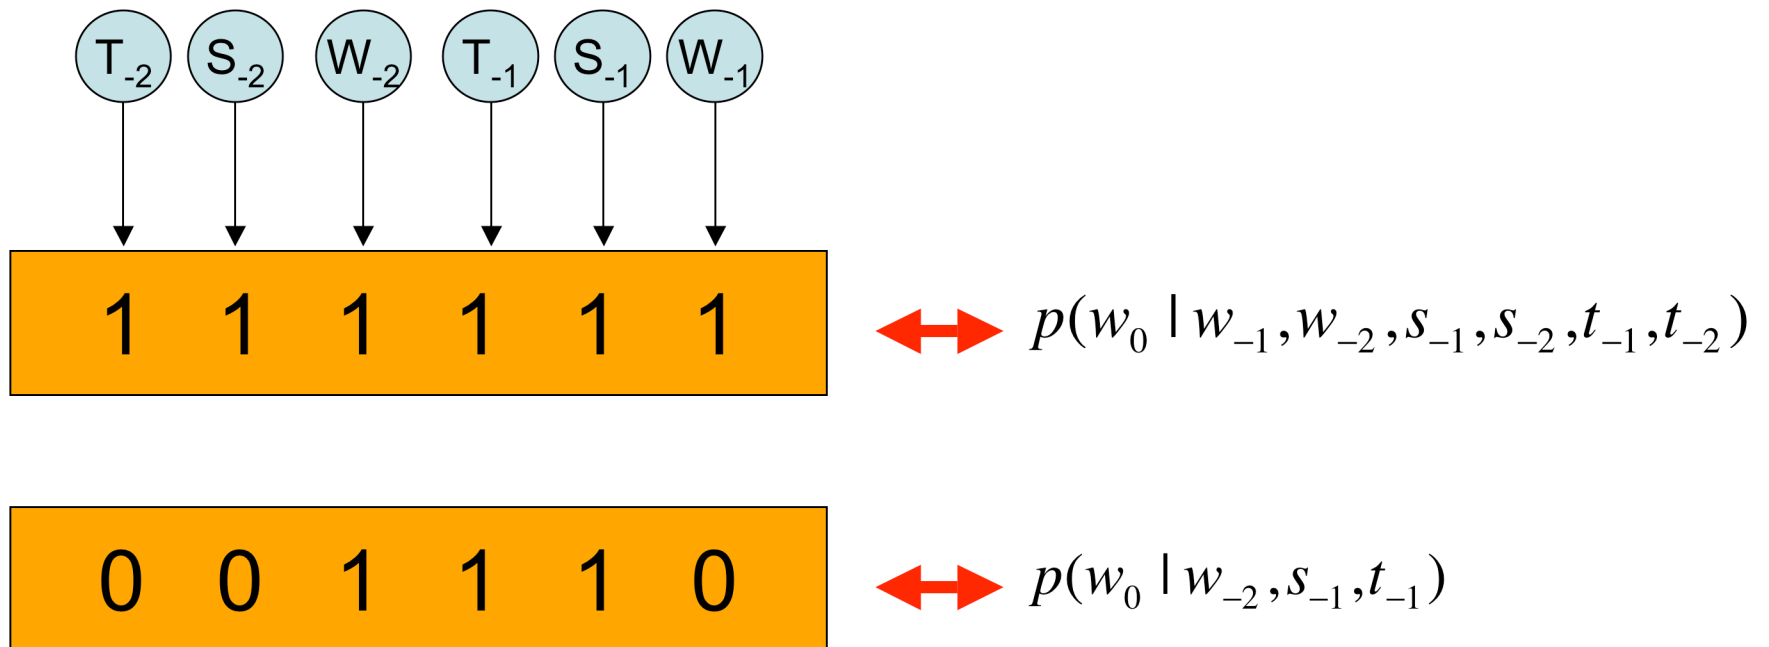 T₋₂ S₋₂ W₋₂ T₋₁ S₋₁ W₋₁
1 1 1 1 1 1 p(w₀ | w₋₁,w₋₂,s₋₁,s₋₂,t₋₁,t₋₂)
0 0 1 1 1 0 p(w₀ | w₋₂,s₋₁,t₋₁)